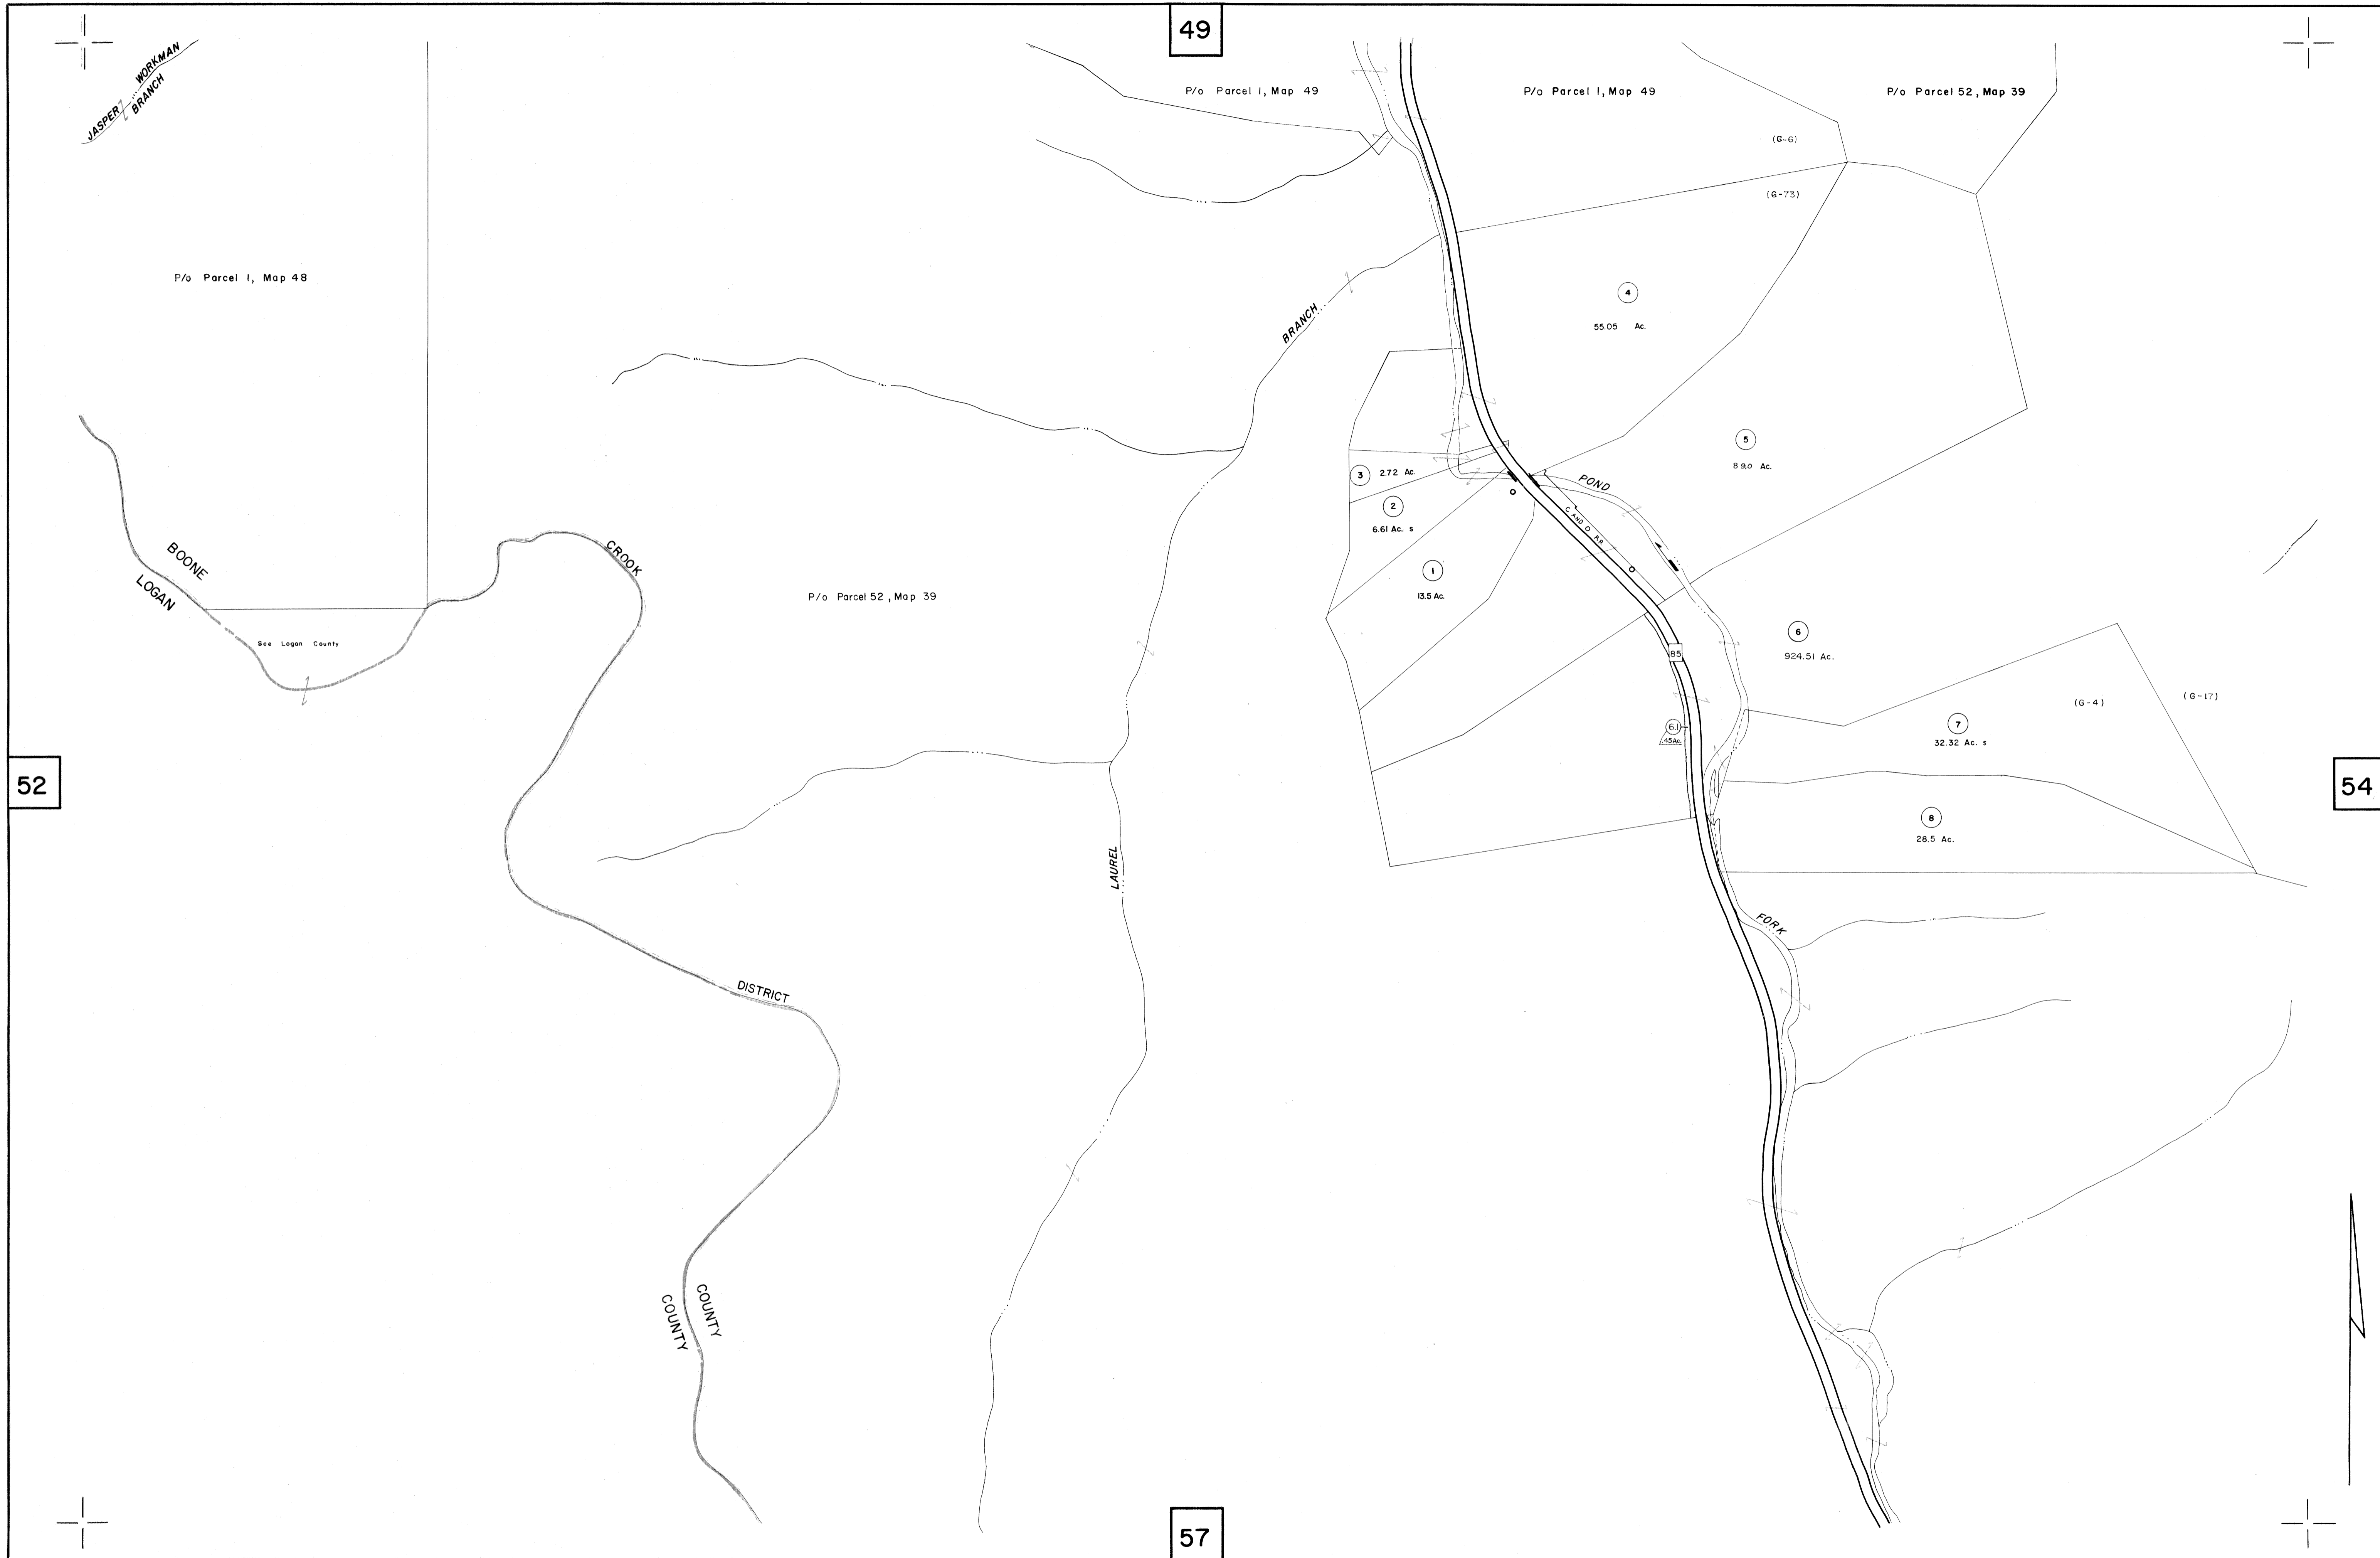 49
JASPER WORKMAN
BRANCH
P/o Parcel 1, Map 49
P/o Parcel 1, Map 49
P/o Parcel 52, Map 39
(G-6)
(G-73)
P/o Parcel 1, Map 48
4
55.05 Ac.
BRANCH
5
89.0 Ac.
3 2.72 Ac.
2
6.61 Ac. s
POND
C AND O RR
BOONE
LOGAN
CROOK
1
13.5 Ac.
P/o Parcel 52, Map 39
See Logan County
85
6
924.51 Ac.
(G-4)
(G-17)
6.1
.45Ac.
7
32.32 Ac. s
52
54
8
28.5 Ac.
LAUREL
FORK
DISTRICT
COUNTY
COUNTY
57